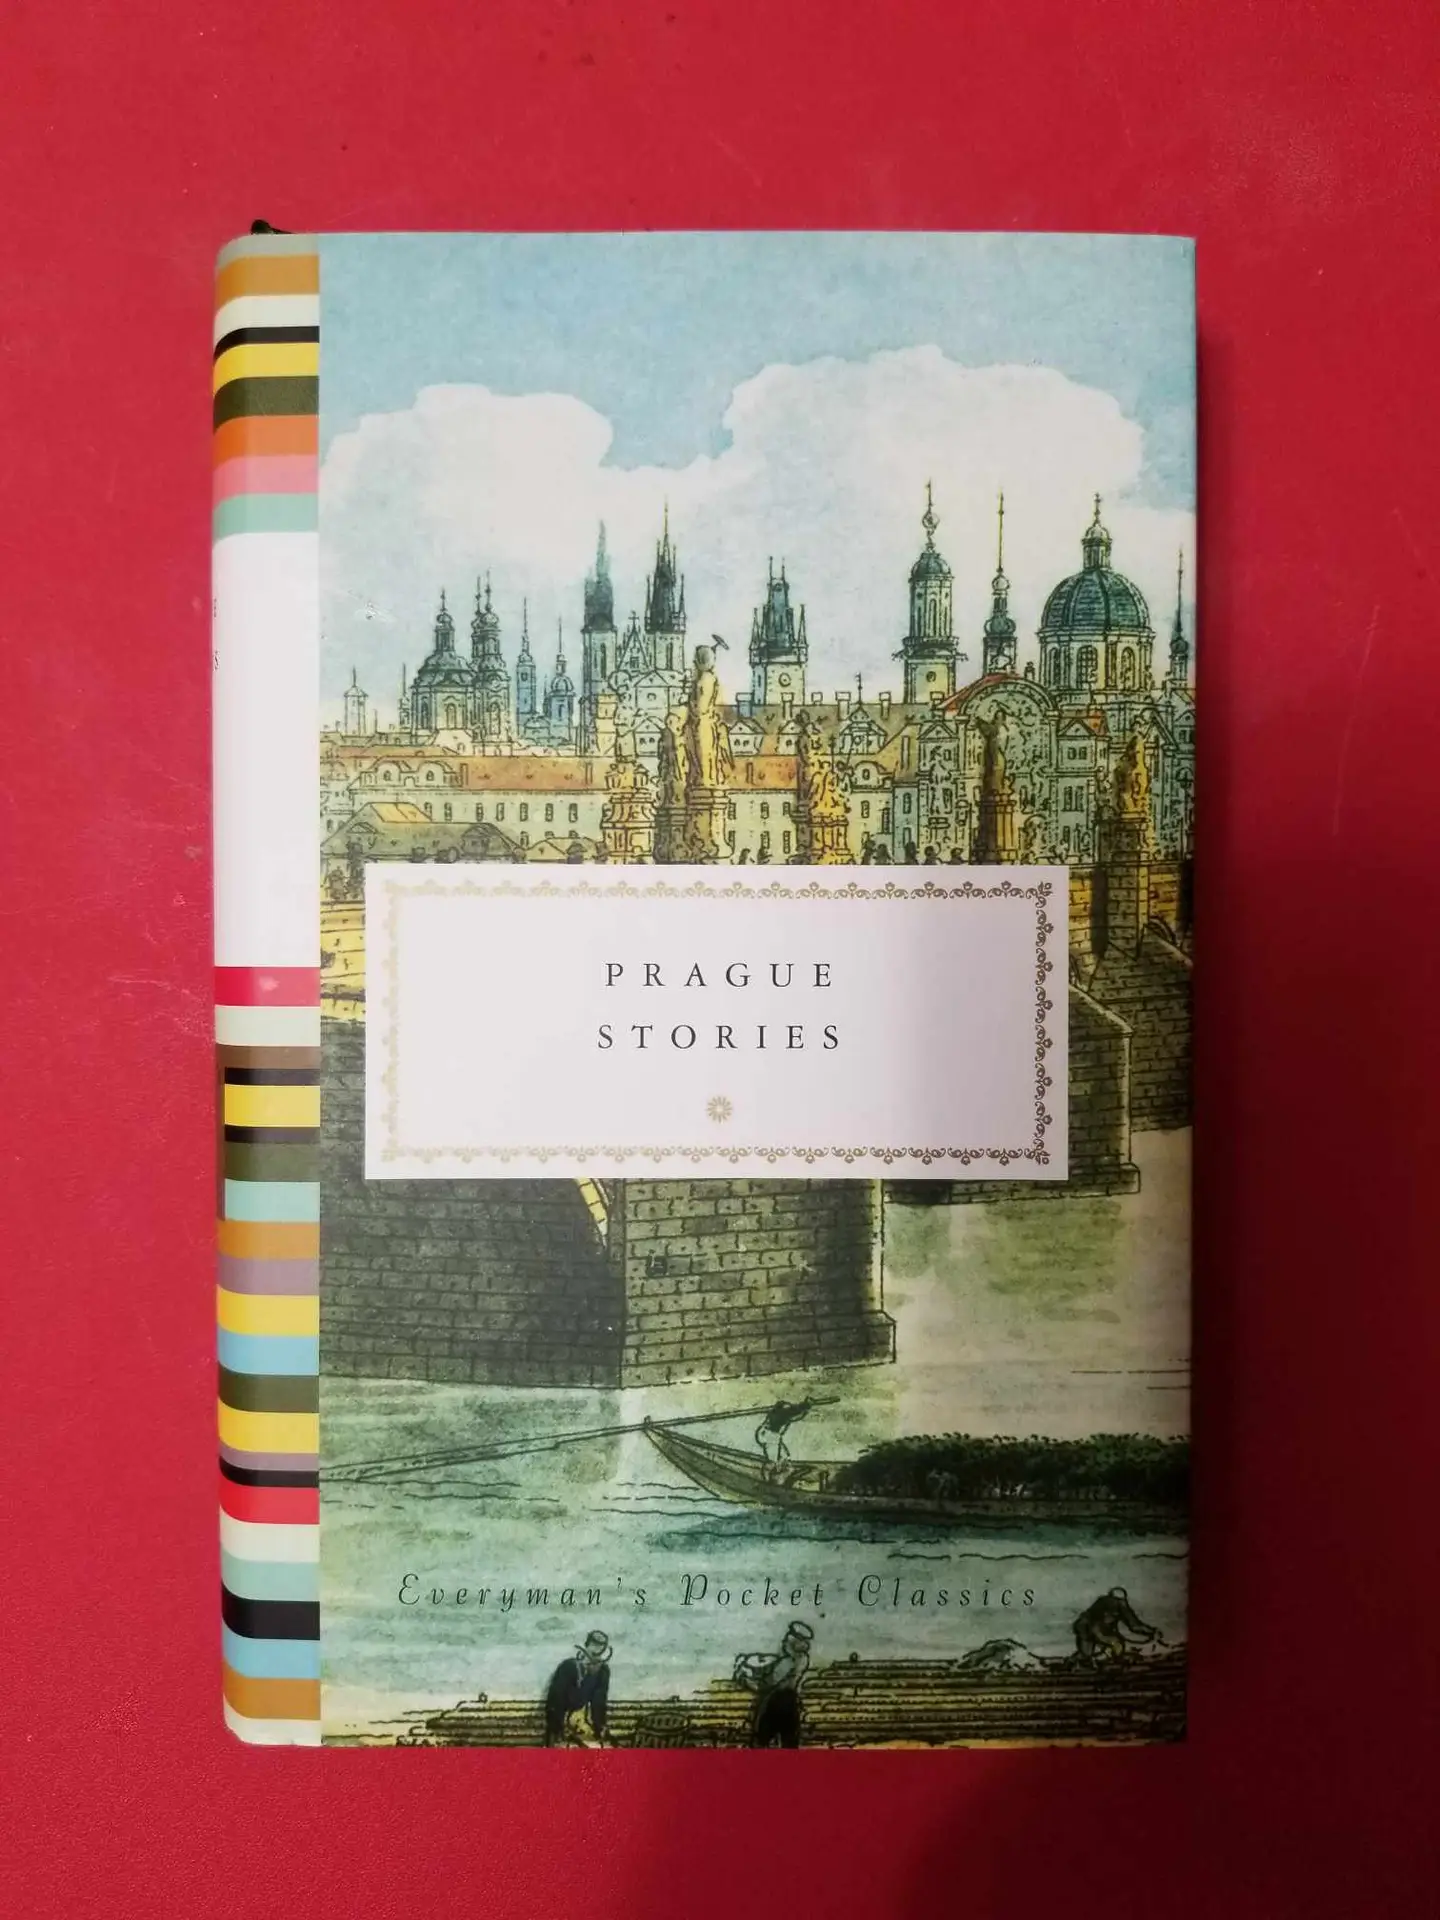 PRAGUE
STORIES
Everyman's Pocket Classics